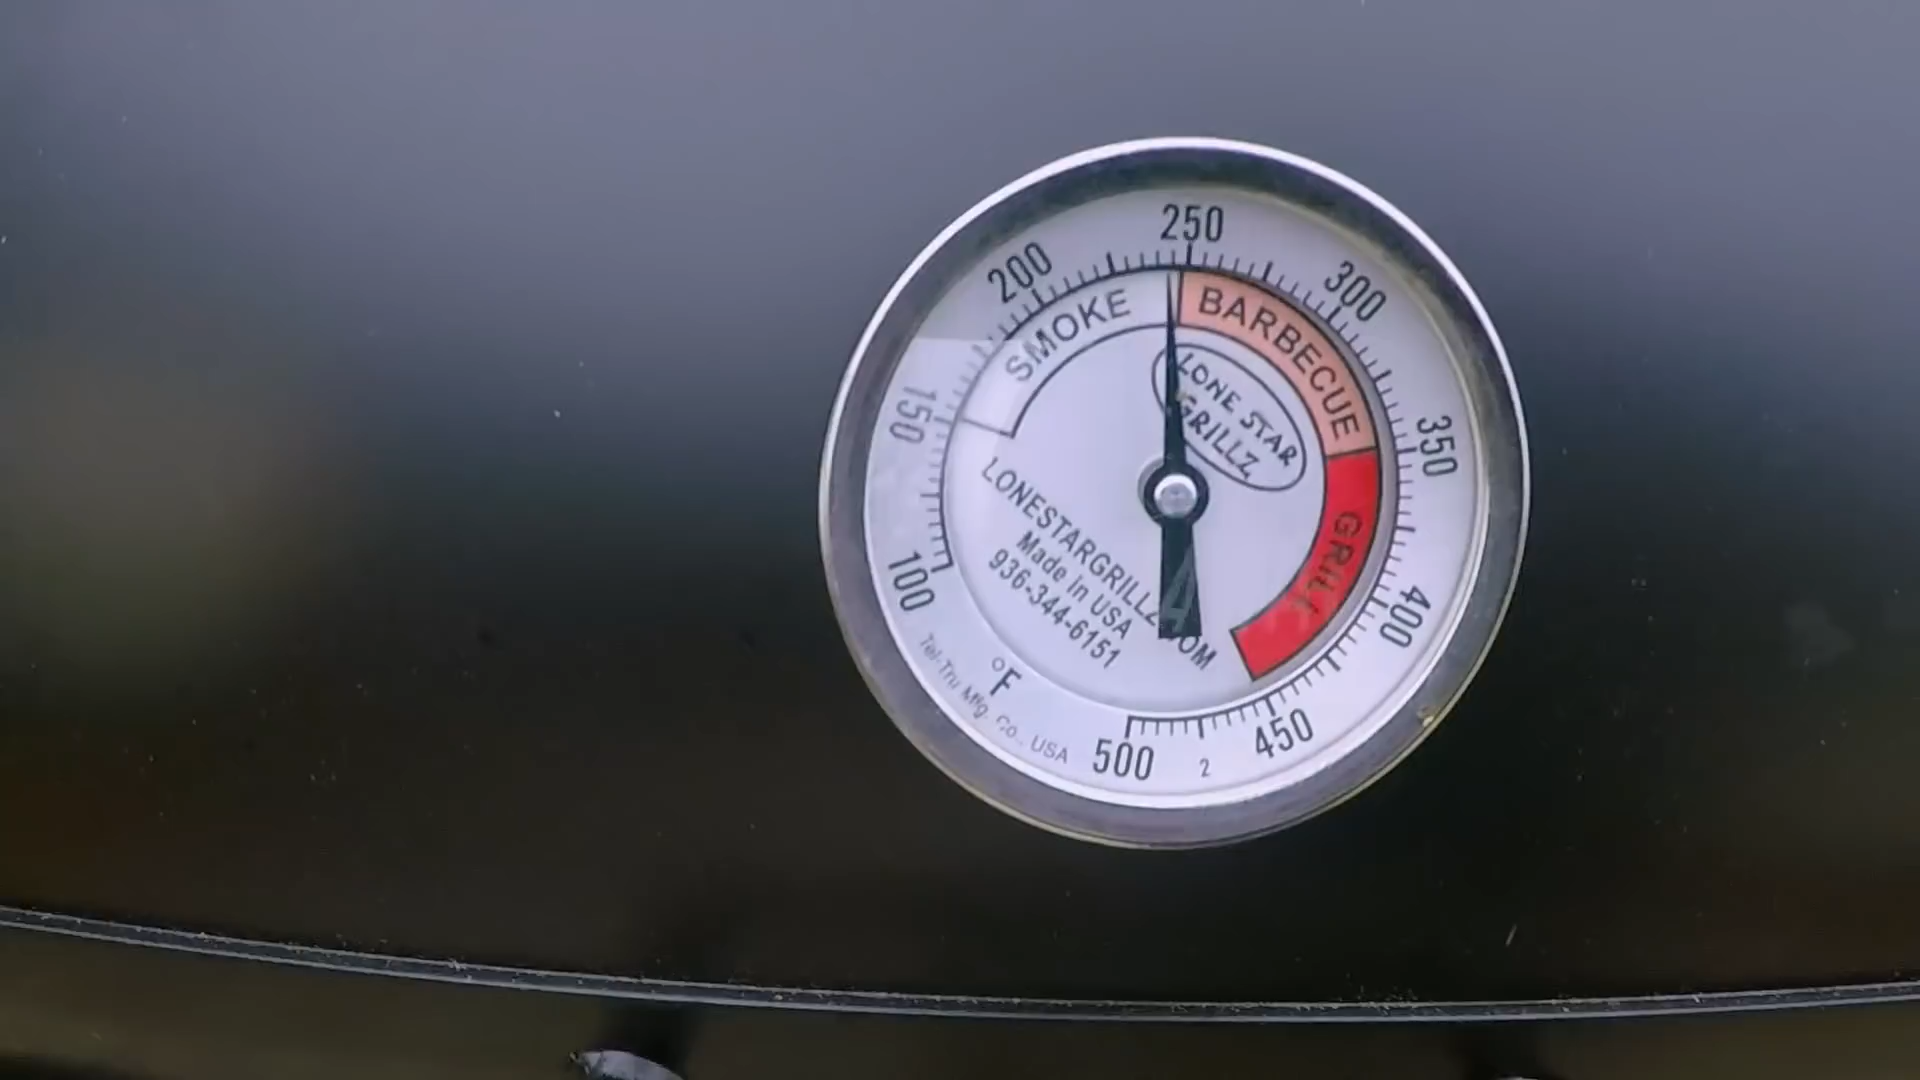 100
150
200
250
300
350
400
450
500
SMOKE
BARBECUE
GRILL
LONE STAR
GRILLZ
LONESTARGRILLZ.COM
Made in USA
936-344-6151
°F
Tel-Tru Mfg. Co., USA
2